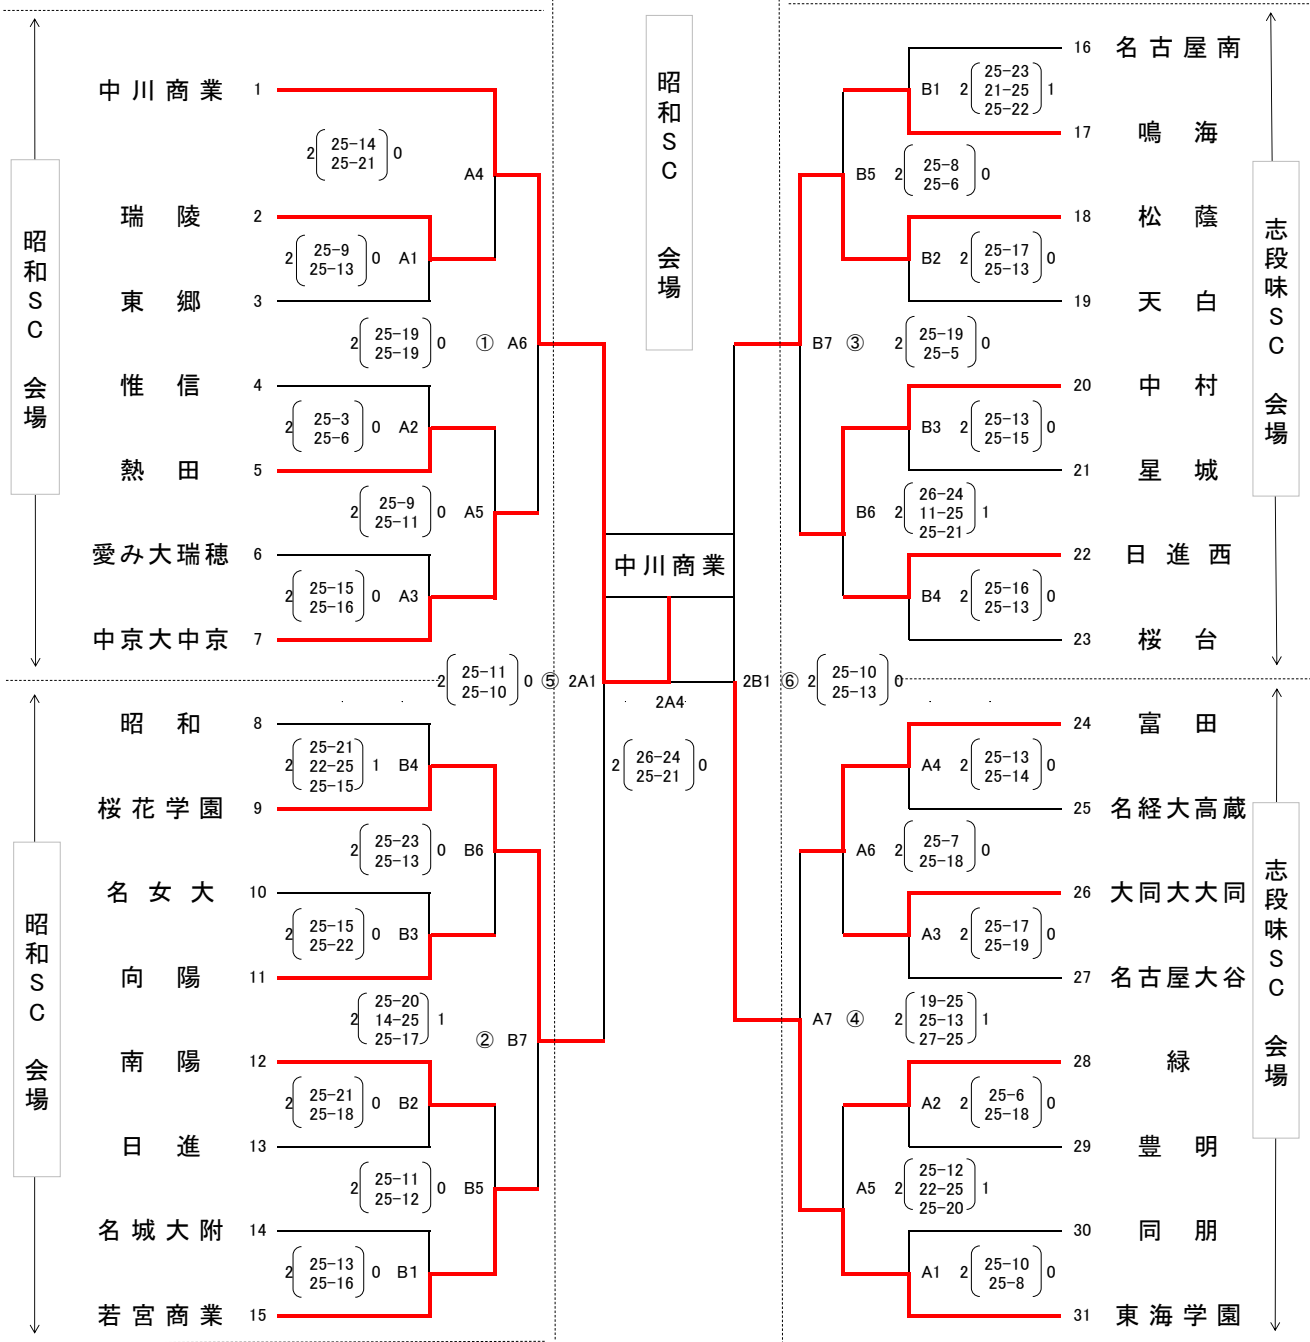 昭和SC 会場
中川商業 1
2 25-14 0
25-21
A4
瑞陵 2
2 25-9 0 A1
25-13
東郷 3
2 25-19 0 ① A6
25-19
惟信 4
2 25-3 0 A2
25-6
熱田 5
2 25-9 0 A5
25-11
愛み大瑞穂 6
2 25-15 0 A3
25-16
中京大中京 7
昭和SC 会場
昭和 8
25-21
2 22-25 1 B4
25-15
桜花学園 9
2 25-23 0 B6
25-13
名女大 10
2 25-15 0 B3
25-22
向陽 11
25-20
2 14-25 1 ② B7
25-17
南陽 12
2 25-21 0 B2
25-18
日進 13
2 25-11 0 B5
25-12
名城大附 14
2 25-13 0 B1
25-16
若宮商業 15
昭和SC 会場
中川商業
2 25-11 0 ⑤ 2A1
25-10
2A4
2 26-24 0
25-21
2B1 ⑥ 2 25-10 0
25-13
16 名古屋南
25-23
B1 2 21-25 1
25-22
17 鳴海
B5 2 25-8 0
25-6
18 松蔭
B2 2 25-17 0
25-13
19 天白
B7 ③ 2 25-19 0
25-5
20 中村
B3 2 25-13 0
25-15
21 星城
26-24
B6 2 11-25 1
25-21
22 日進西
B4 2 25-16 0
25-13
23 桜台
志段味SC 会場
24 富田
A4 2 25-13 0
25-14
25 名経大高蔵
A6 2 25-7 0
25-18
26 大同大大同
A3 2 25-17 0
25-19
27 名古屋大谷
19-25
A7 ④ 2 25-13 1
27-25
28 緑
A2 2 25-6 0
25-18
29 豊明
25-12
A5 2 22-25 1
25-20
30 同朋
A1 2 25-10 0
25-8
31 東海学園
志段味SC 会場